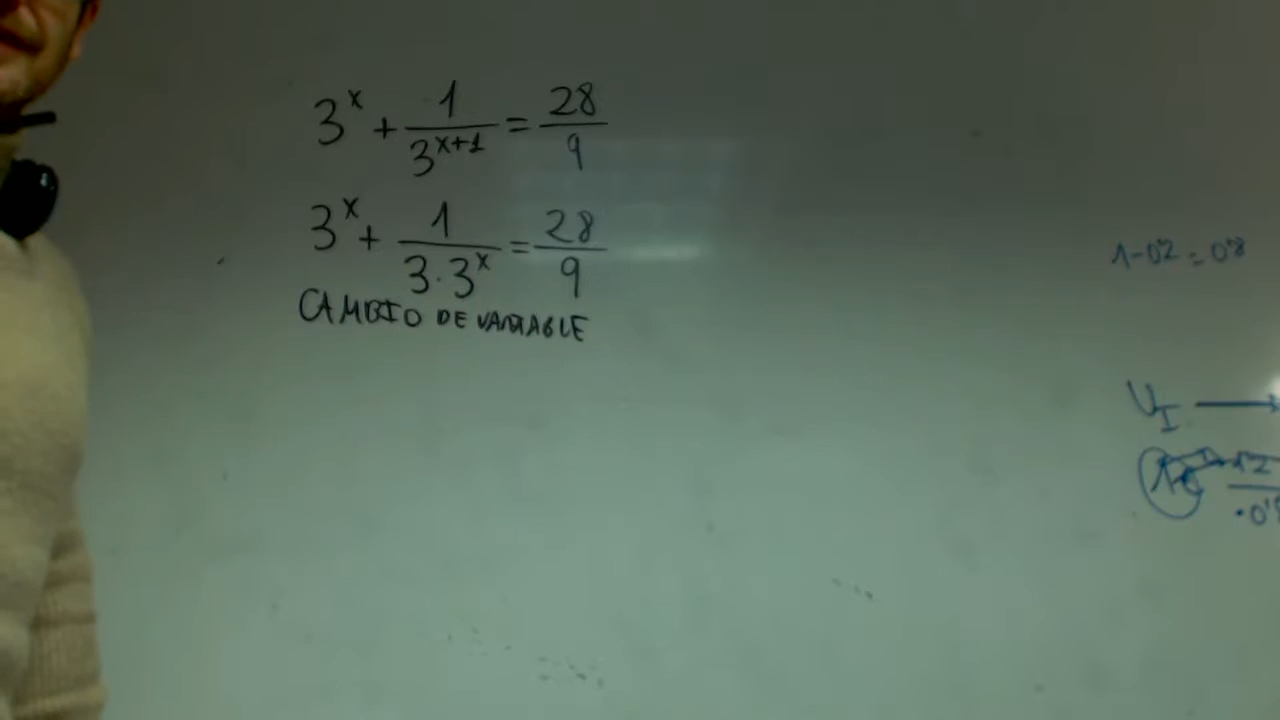 3^x + 1/3^{x+1} = 28/9
3^x + 1/(3·3^x) = 28/9
CAMBIO DE VARIABLE
1-0'2 = 0'8
U_I →